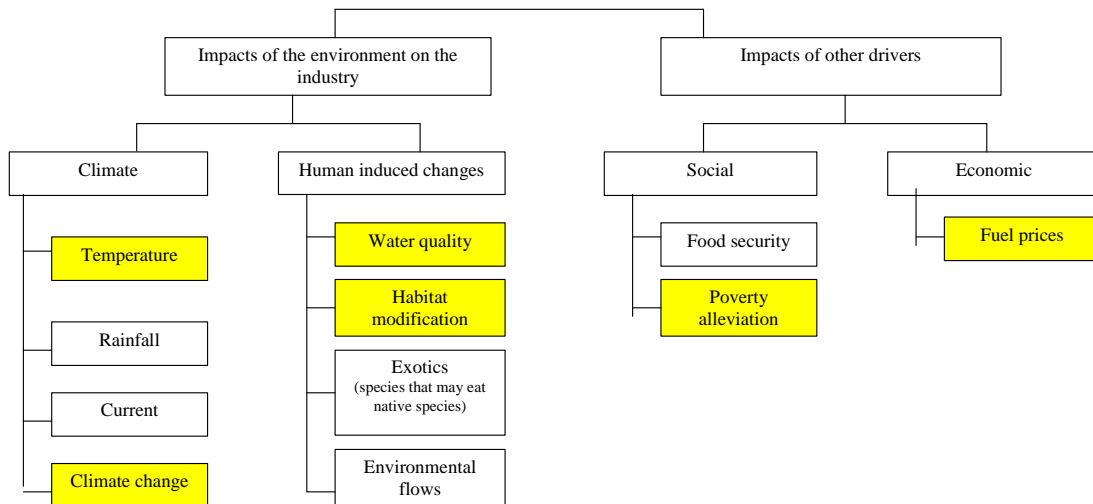 Impacts of the environment on the
industry
Impacts of other drivers
Climate
Human induced changes
Social
Economic
Temperature
Rainfall
Current
Climate change
Water quality
Habitat
modification
Exotics
(species that may eat
native species)
Environmental
flows
Food security
Poverty
alleviation
Fuel prices